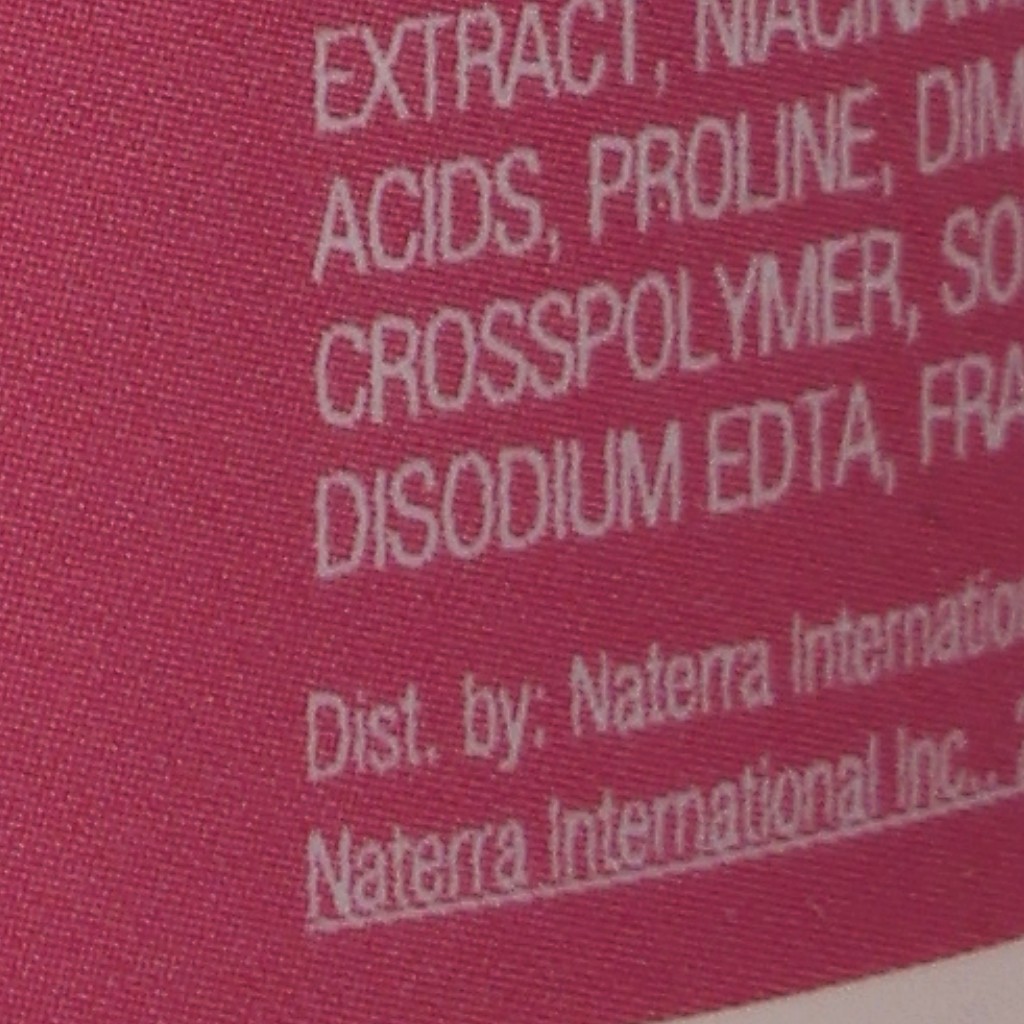 EXTRACT,
ACIDS, PROLINE,
CROSSPOLYMER,
DISODIUM EDTA,
Dist. by: Naterra
Naterra International Inc.,